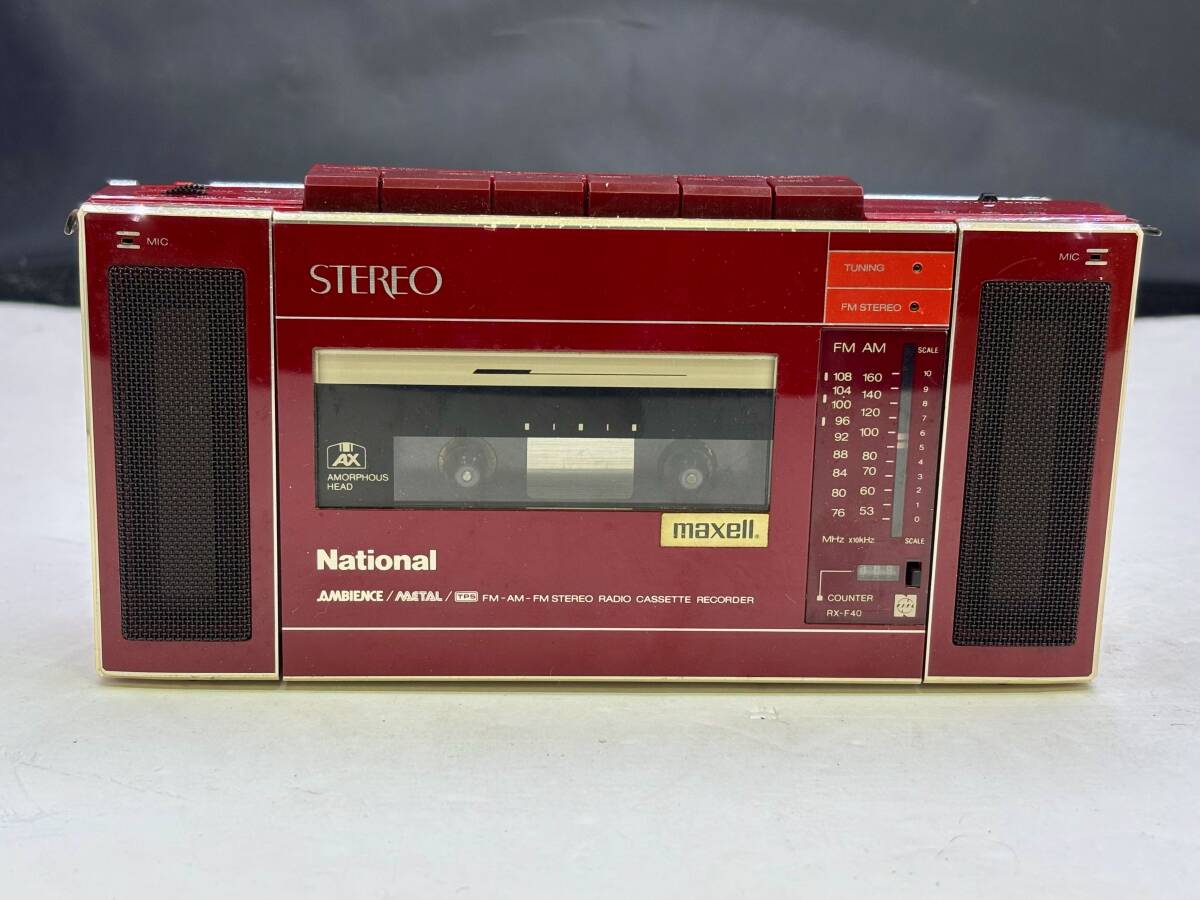 MIC
MIC
STEREO
TUNING
FM STEREO
FM AM
SCALE
108 160 10
104 140 9
100 120 8
96 7
92 100 6
5
88 80 4
84 70 3
80 60 2
76 53 1
0
MHz x10kHz SCALE
AX
AMORPHOUS
HEAD
maxell
National
AMBIENCE / METAL / TPS FM-AM-FM STEREO RADIO CASSETTE RECORDER
COUNTER
RX-F40